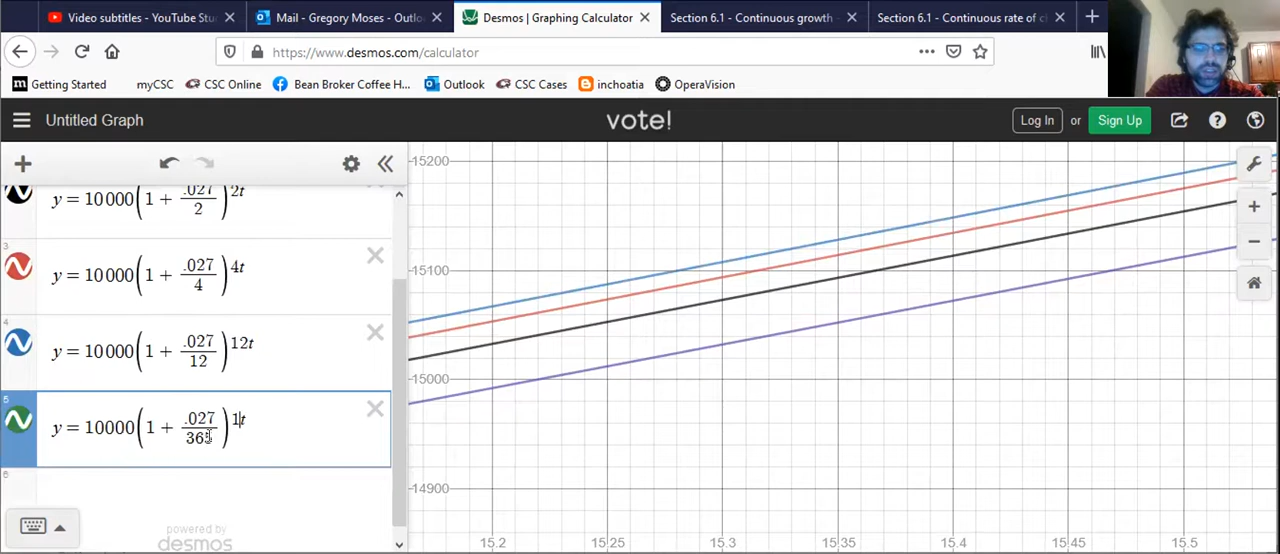 Video subtitles - YouTube Stu
Mail - Gregory Moses - Outlo
Desmos | Graphing Calculator
Section 6.1 - Continuous growth
Section 6.1 - Continuous rate of c
https://www.desmos.com/calculator
Getting Started
myCSC
CSC Online
Bean Broker Coffee H...
Outlook
CSC Cases
inchoatia
OperaVision
Untitled Graph
vote!
Log In or Sign Up
y = 10000(1 + .027/2)^2t
3
y = 10000(1 + .027/4)^4t
4
y = 10000(1 + .027/12)^12t
5
y = 10000(1 + .027/365)^1t
6
powered by
desmos
15200
15100
15000
14900
15.2 15.25 15.3 15.35 15.4 15.45 15.5